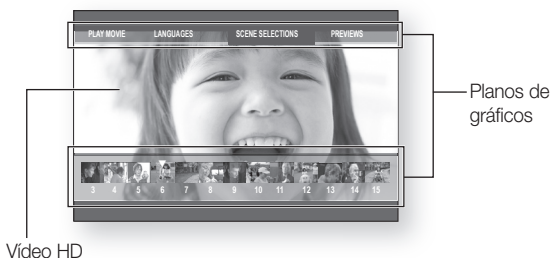 PLAY MOVIE LANGUAGES SCENE SELECTIONS PREVIEWS
Planos de
gráficos
3 4 5 6 7 8 9 10 11 12 13 14 15
Vídeo HD